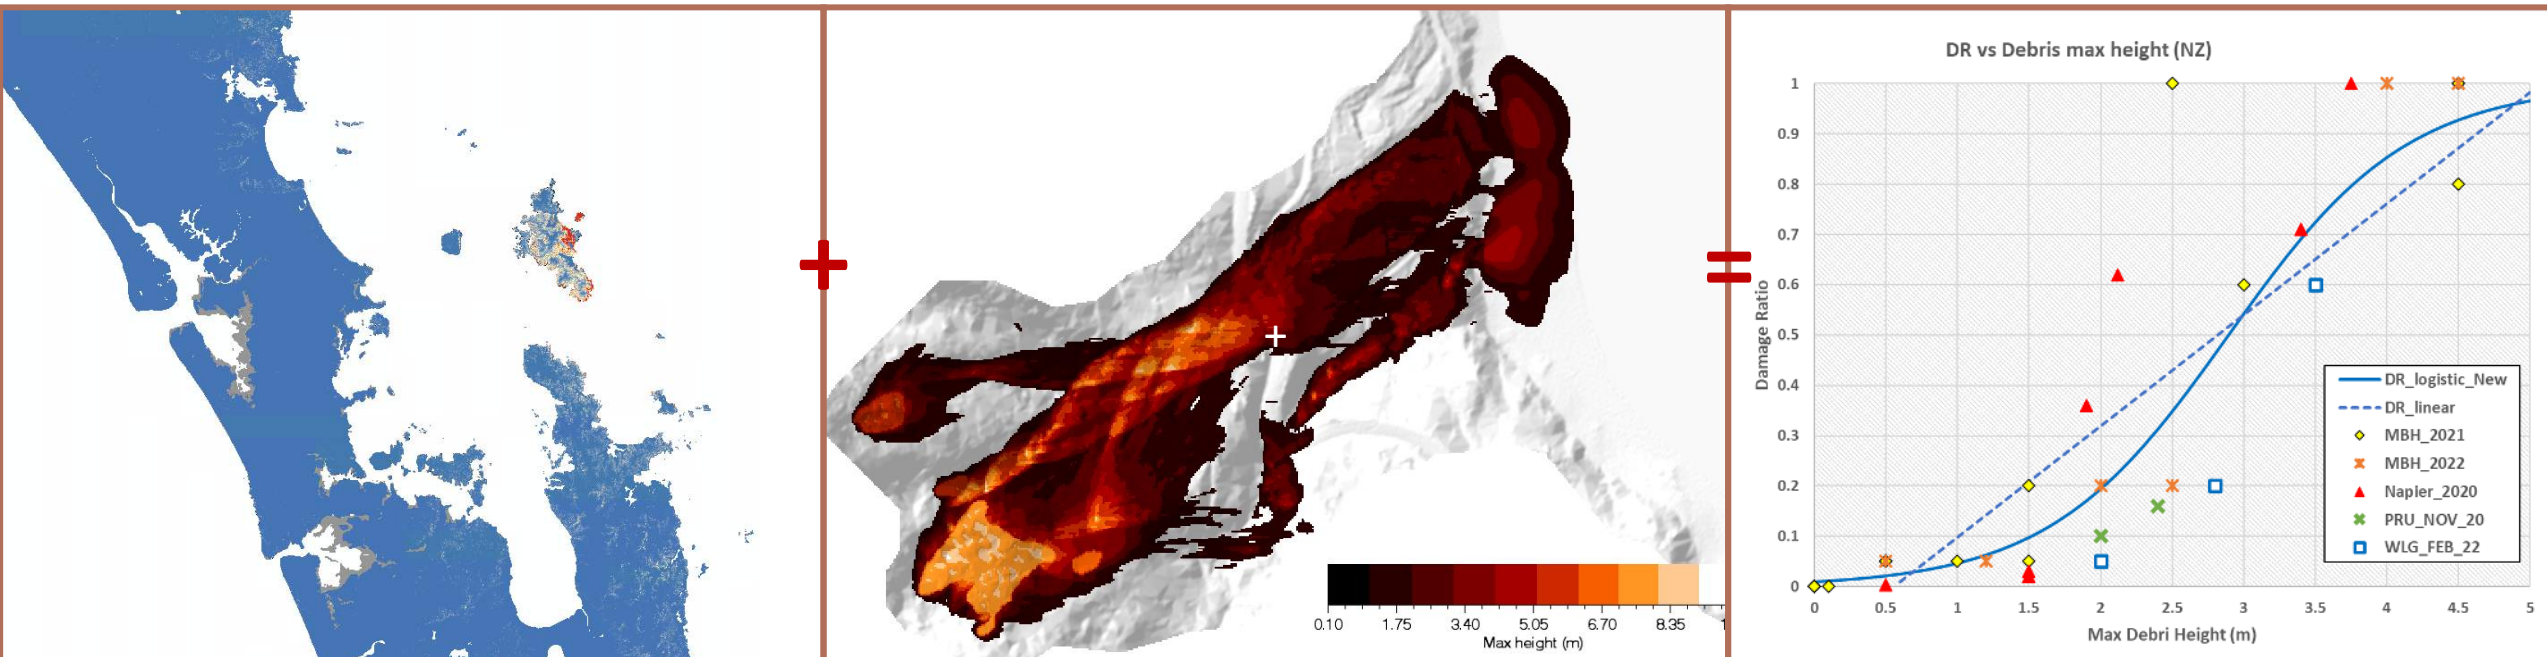 +
=
0.10 1.75 3.40 5.05 6.70 8.35 1
Max height (m)
DR vs Debris max height (NZ)
Damage Ratio
1
0.9
0.8
0.7
0.6
0.5
0.4
0.3
0.2
0.1
0
0 0.5 1 1.5 2 2.5 3 3.5 4 4.5 5
Max Debri Height (m)
DR_logistic_New
DR_linear
MBH_2021
MBH_2022
Napler_2020
PRU_NOV_20
WLG_FEB_22